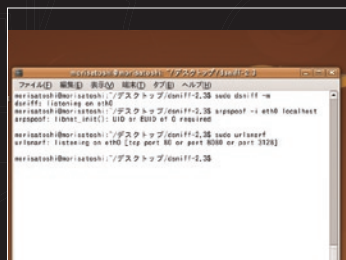 morisatoshi@morisatoshi: ~/デスクトップ/dsniff-2.3
ファイル(F) 編集(E) 表示(V) 端末(T) タブ(B) ヘルプ(H)
morisatoshi@morisatoshi:~/デスクトップ/dsniff-2.3$ sudo dsniff -m
dsniff: listening on eth0
morisatoshi@morisatoshi:~/デスクトップ/dsniff-2.3$ arpspoof -i eth0 localhost
arpspoof: libnet_init(): UID or EUID of 0 required
morisatoshi@morisatoshi:~/デスクトップ/dsniff-2.3$ sudo urlsnarf
urlsnarf: listening on eth0 [tcp port 80 or port 8080 or port 3128]
morisatoshi@morisatoshi:~/デスクトップ/dsniff-2.3$